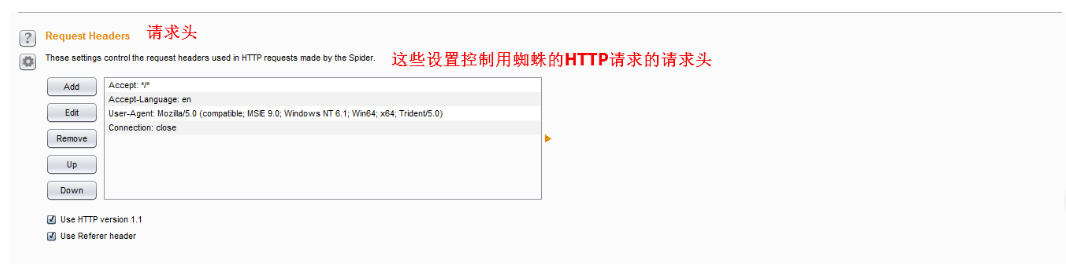 Request Headers 请求头
These settings control the request headers used in HTTP requests made by the Spider. 这些设置控制用蜘蛛的HTTP请求的请求头
Add
Accept: */*
Accept-Language: en
Edit
User-Agent: Mozilla/5.0 (compatible; MSIE 9.0; Windows NT 6.1; Win64; x64; Trident/5.0)
Connection: close
Remove
Up
Down
Use HTTP version 1.1
Use Referer header